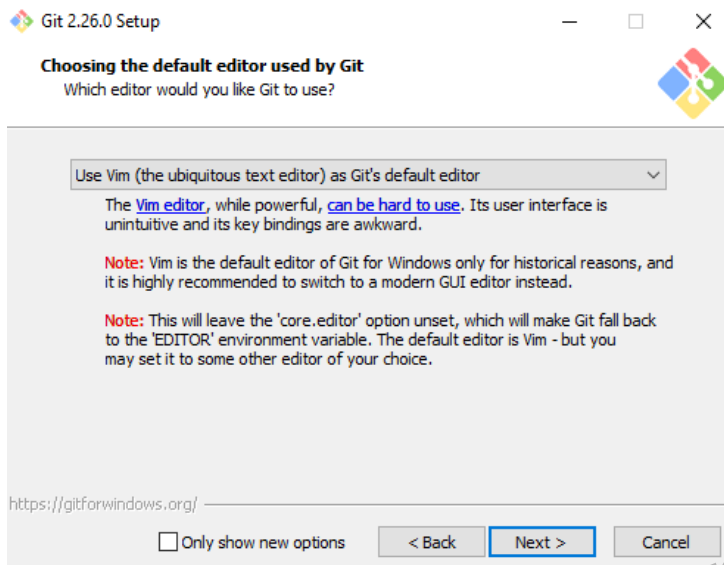 Git 2.26.0 Setup
Choosing the default editor used by Git
Which editor would you like Git to use?
Use Vim (the ubiquitous text editor) as Git's default editor
The Vim editor, while powerful, can be hard to use. Its user interface is
unintuitive and its key bindings are awkward.
Note: Vim is the default editor of Git for Windows only for historical reasons, and
it is highly recommended to switch to a modern GUI editor instead.
Note: This will leave the 'core.editor' option unset, which will make Git fall back
to the 'EDITOR' environment variable. The default editor is Vim - but you
may set it to some other editor of your choice.
https://gitforwindows.org/
Only show new options < Back Next > Cancel